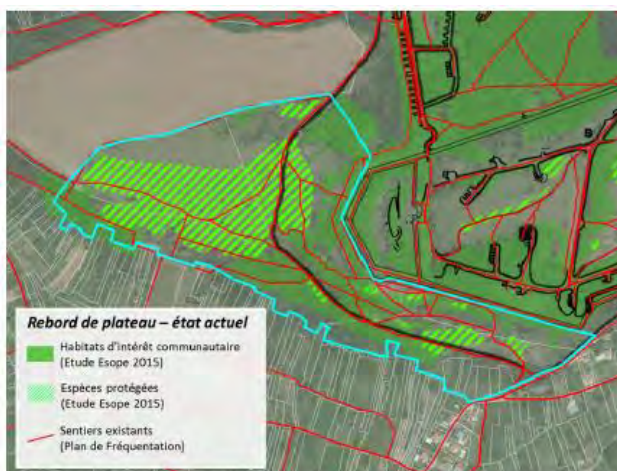 Rebord de plateau – état actuel
Habitats d'intérêt communautaire
(Etude Esope 2015)
Espèces protégées
(Etude Esope 2015)
Sentiers existants
(Plan de Fréquentation)